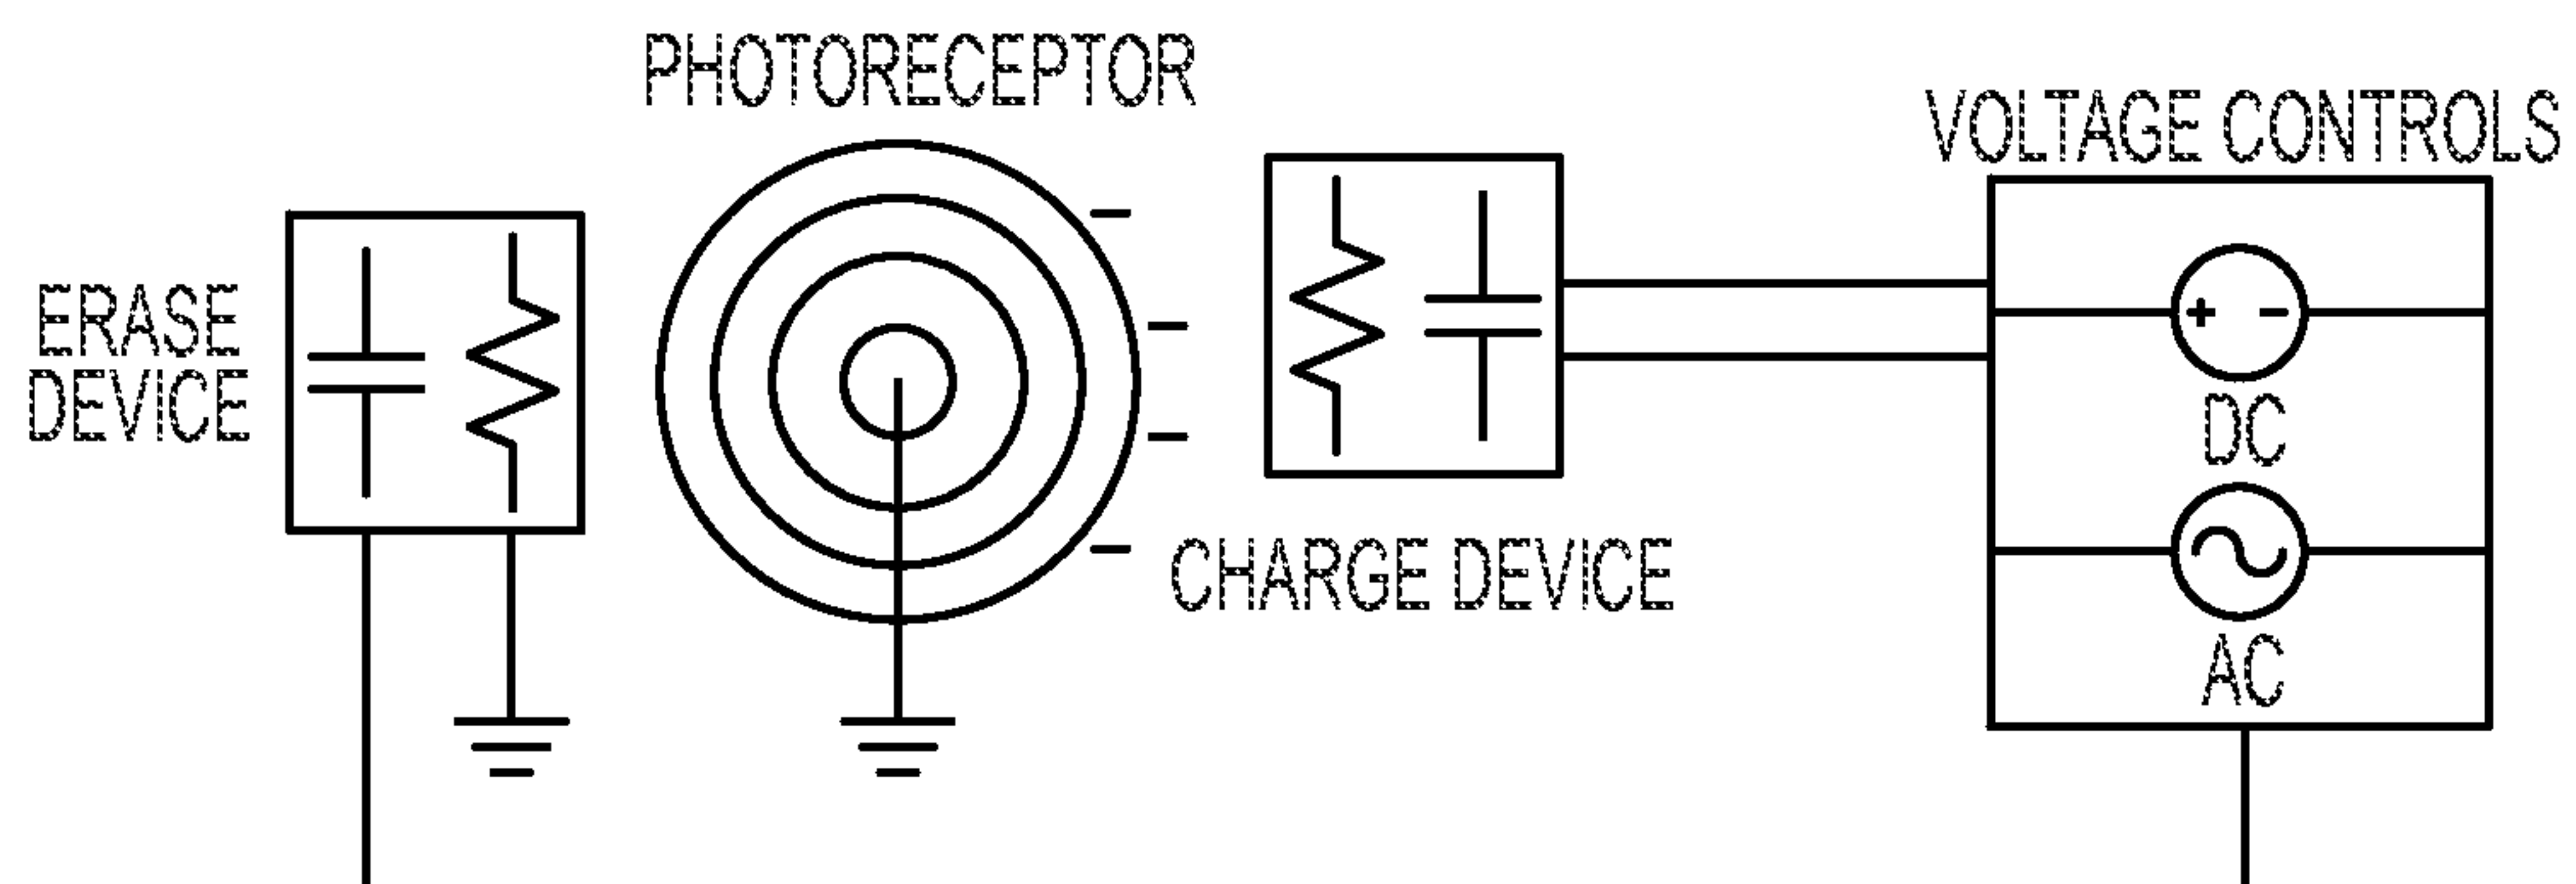 PHOTORECEPTOR
VOLTAGE CONTROLS
ERASE
DEVICE
+ -
DC
CHARGE DEVICE
AC